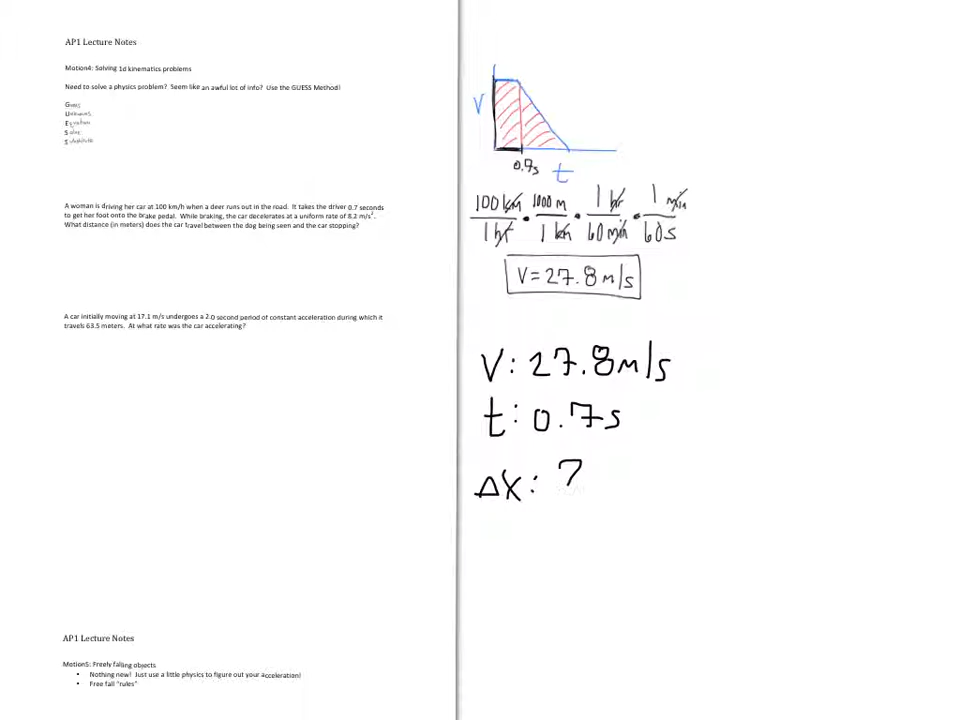 AP1 Lecture Notes
Motion4: Solving 1d kinematics problems
Need to solve a physics problem? Seem like an awful lot of info? Use the GUESS Method!
Givens
Unknowns
Equation
Solve
Substitute
A woman is driving her car at 100 km/h when a deer runs out in the road. It takes the driver 0.7 seconds
to get her foot onto the brake pedal. While braking, the car decelerates at a uniform rate of 8.2 m/s².
What distance (in meters) does the car travel between the dog being seen and the car stopping?
A car initially moving at 17.1 m/s undergoes a 2.0 second period of constant acceleration during which it
travels 63.5 meters. At what rate was the car accelerating?
AP1 Lecture Notes
Motion5: Freely falling objects
• Nothing new! Just use a little physics to figure out your acceleration!
• Free fall "rules"
V
0.7s t
100 km/1 hr • 1000 m/1 km • 1 hr/60 min • 1 min/60 s
V = 27.8 m/s
V: 27.8 m/s
t: 0.7s
Δx: ?